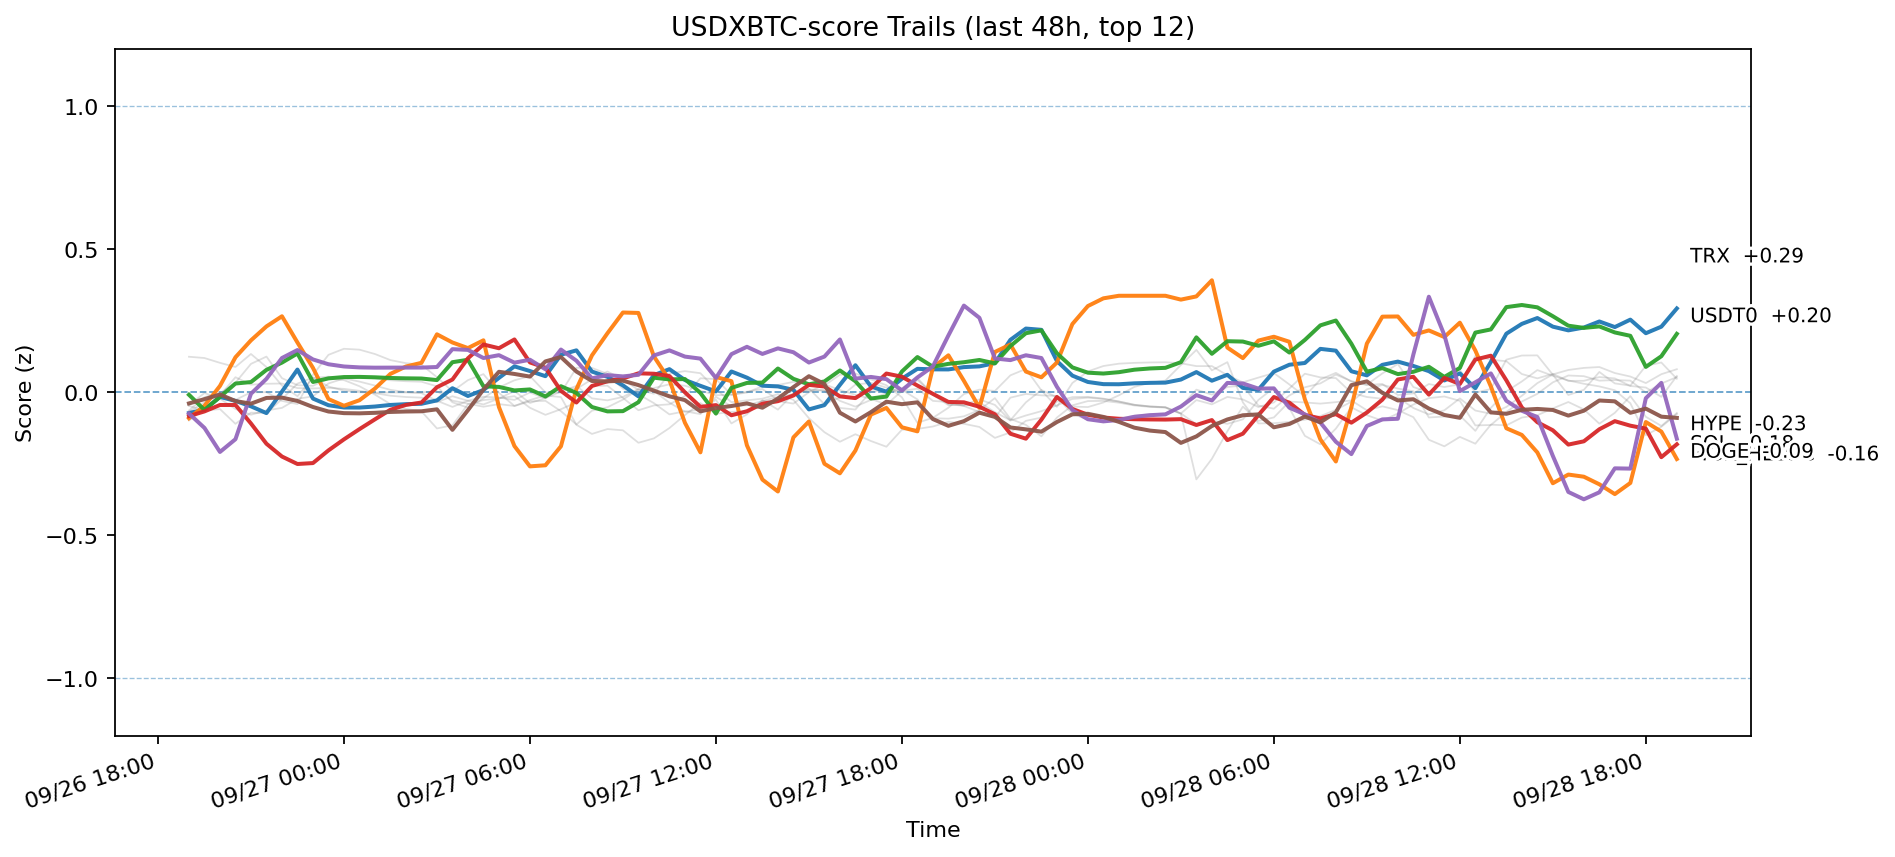 USDXBTC-score Trails (last 48h, top 12)
1.0
0.5
0.0
−0.5
−1.0
Score (z)
TRX +0.29
USDT0 +0.20
HYPE -0.23
DOGE -0.09
-0.16
09/26 18:00
09/27 00:00
09/27 06:00
09/27 12:00
09/27 18:00
09/28 00:00
09/28 06:00
09/28 12:00
09/28 18:00
Time